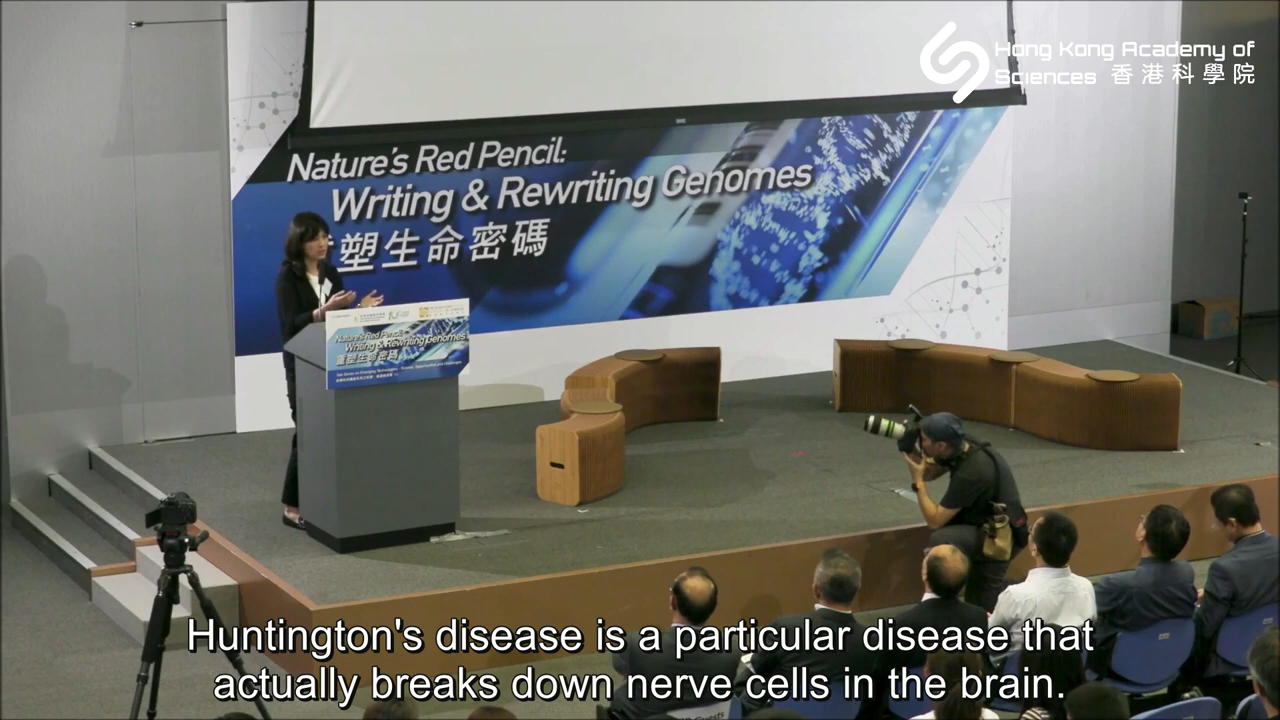 Hong Kong Academy of
Sciences 香港科學院
Nature's Red Pencil:
Writing & Rewriting Genomes
塑生命密碼
Nature's Red Pencil:
Writing & Rewriting Genomes
重塑生命密碼
Huntington's disease is a particular disease that
actually breaks down nerve cells in the brain.
Guests